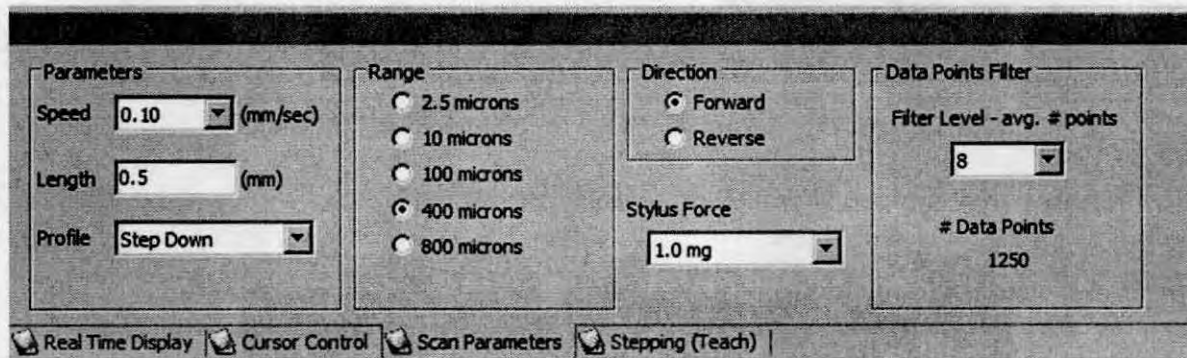 Parameters
Speed 0.10 (mm/sec)
Length 0.5 (mm)
Profile Step Down
Range
2.5 microns
10 microns
100 microns
400 microns
800 microns
Direction
Forward
Reverse
Stylus Force
1.0 mg
Data Points Filter
Filter Level - avg. # points
8
# Data Points
1250
Real Time Display Cursor Control Scan Parameters Stepping (Teach)